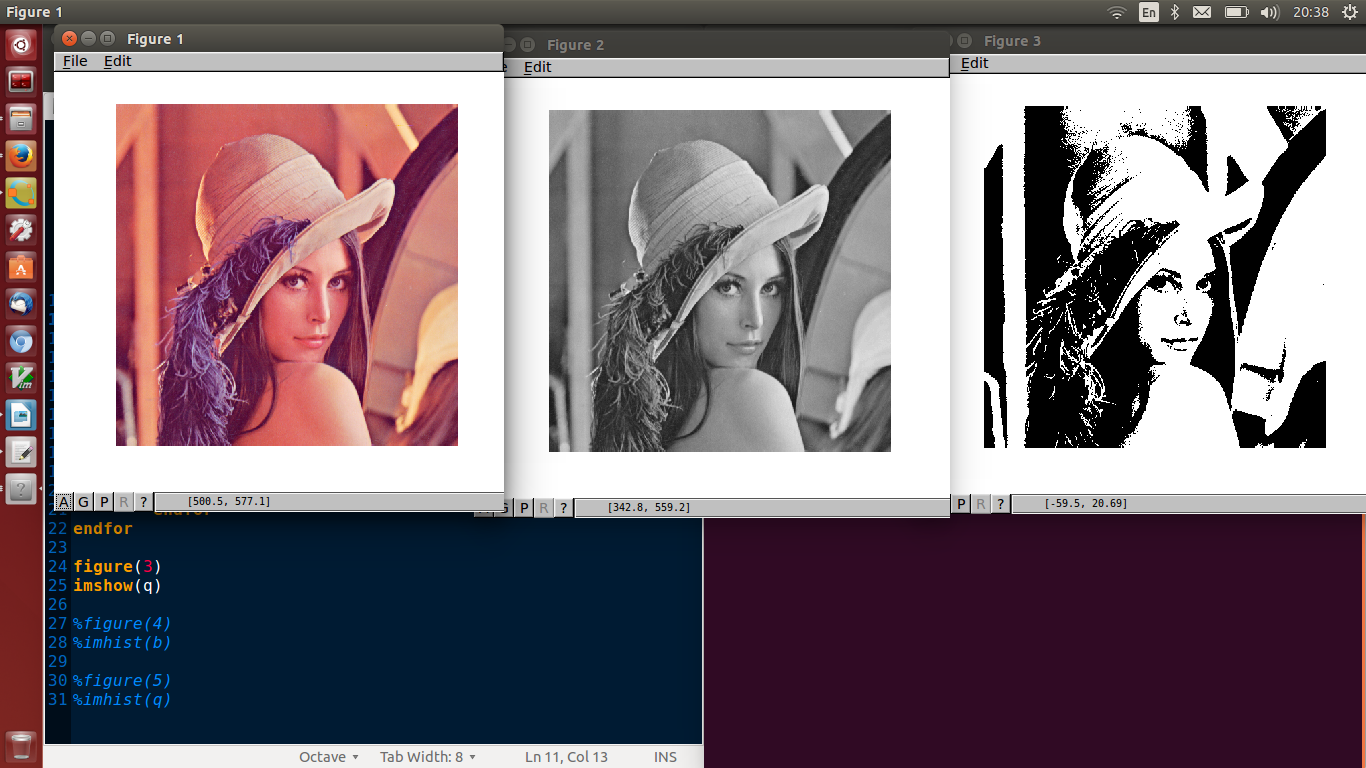 Figure 1
En
20:38
Figure 1
File Edit
Figure 2
Edit
Figure 3
Edit
A G P R ?
[500.5, 577.1]
P R ?
[342.8, 559.2]
P R ?
[-59.5, 20.69]
21 endfor
22 endfor
23
24 figure(3)
25 imshow(q)
26
27 %figure(4)
28 %imhist(b)
29
30 %figure(5)
31 %imhist(q)
Octave Tab Width: 8 Ln 11, Col 13 INS